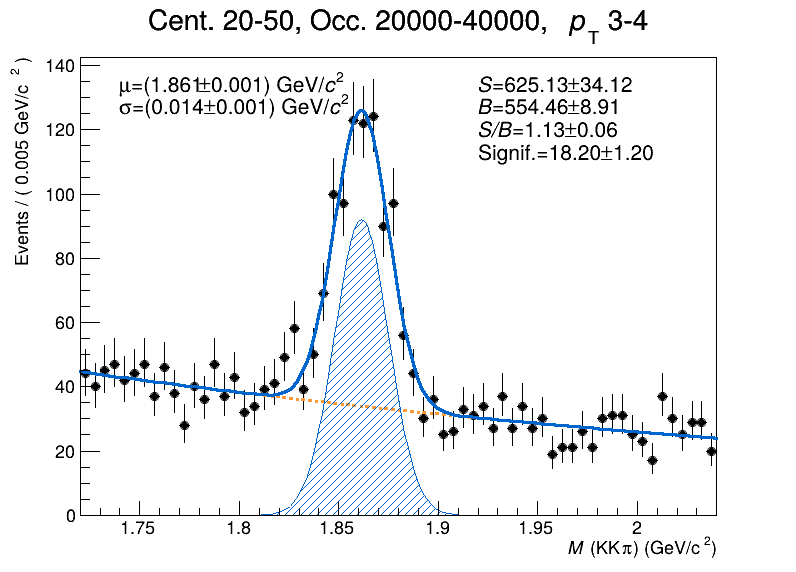 Cent. 20-50, Occ. 20000-40000, p_T 3-4
μ=(1.861±0.001) GeV/c²
σ=(0.014±0.001) GeV/c²
S=625.13±34.12
B=554.46±8.91
S/B=1.13±0.06
Signif.=18.20±1.20
Events / ( 0.005 GeV/c² )
140
120
100
80
60
40
20
0
1.75 1.8 1.85 1.9 1.95 2
M (KKπ) (GeV/c²)